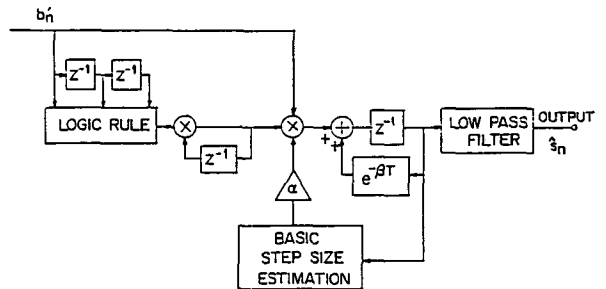 b'n
z⁻¹ z⁻¹
LOGIC RULE
×
z⁻¹
×
+
+
+
z⁻¹
LOW PASS
FILTER
OUTPUT
ŝn
e^-βT
α
BASIC
STEP SIZE
ESTIMATION